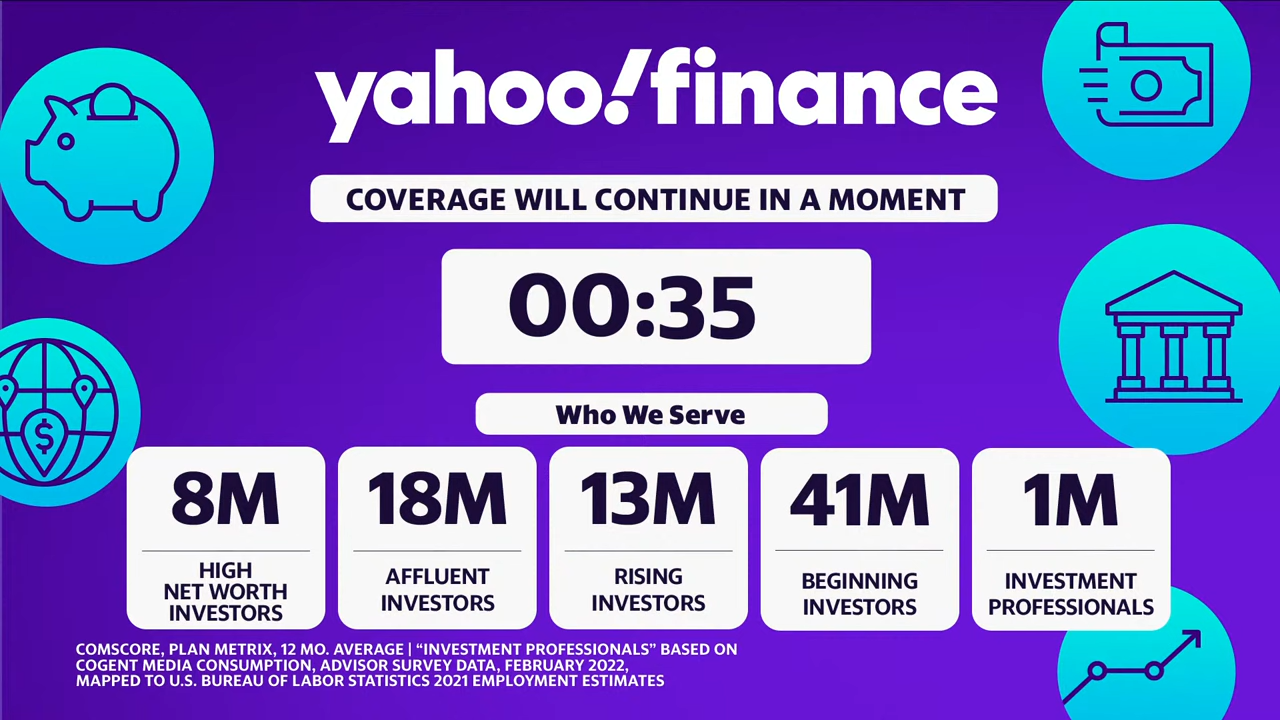 yahoo!finance
COVERAGE WILL CONTINUE IN A MOMENT
00:35
Who We Serve
8M
HIGH
NET WORTH
INVESTORS
18M
AFFLUENT
INVESTORS
13M
RISING
INVESTORS
41M
BEGINNING
INVESTORS
1M
INVESTMENT
PROFESSIONALS
COMSCORE, PLAN METRIX, 12 MO. AVERAGE | “INVESTMENT PROFESSIONALS” BASED ON
COGENT MEDIA CONSUMPTION, ADVISOR SURVEY DATA, FEBRUARY 2022,
MAPPED TO U.S. BUREAU OF LABOR STATISTICS 2021 EMPLOYMENT ESTIMATES
$